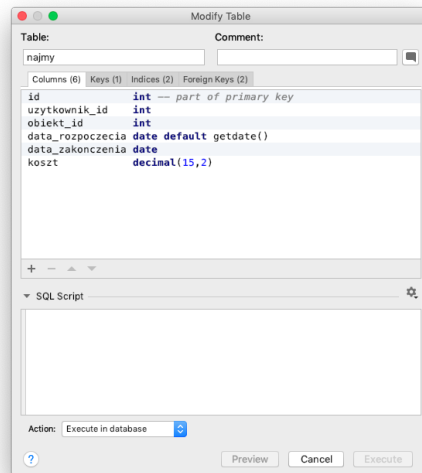 Modify Table
Table: Comment:
najmy
Columns (6) Keys (1) Indices (2) Foreign Keys (2)
id int -- part of primary key
uzytkownik_id int
obiekt_id int
data_rozpoczecia date default getdate()
data_zakonczenia date
koszt decimal(15,2)
SQL Script
Action: Execute in database
? Preview Cancel Execute